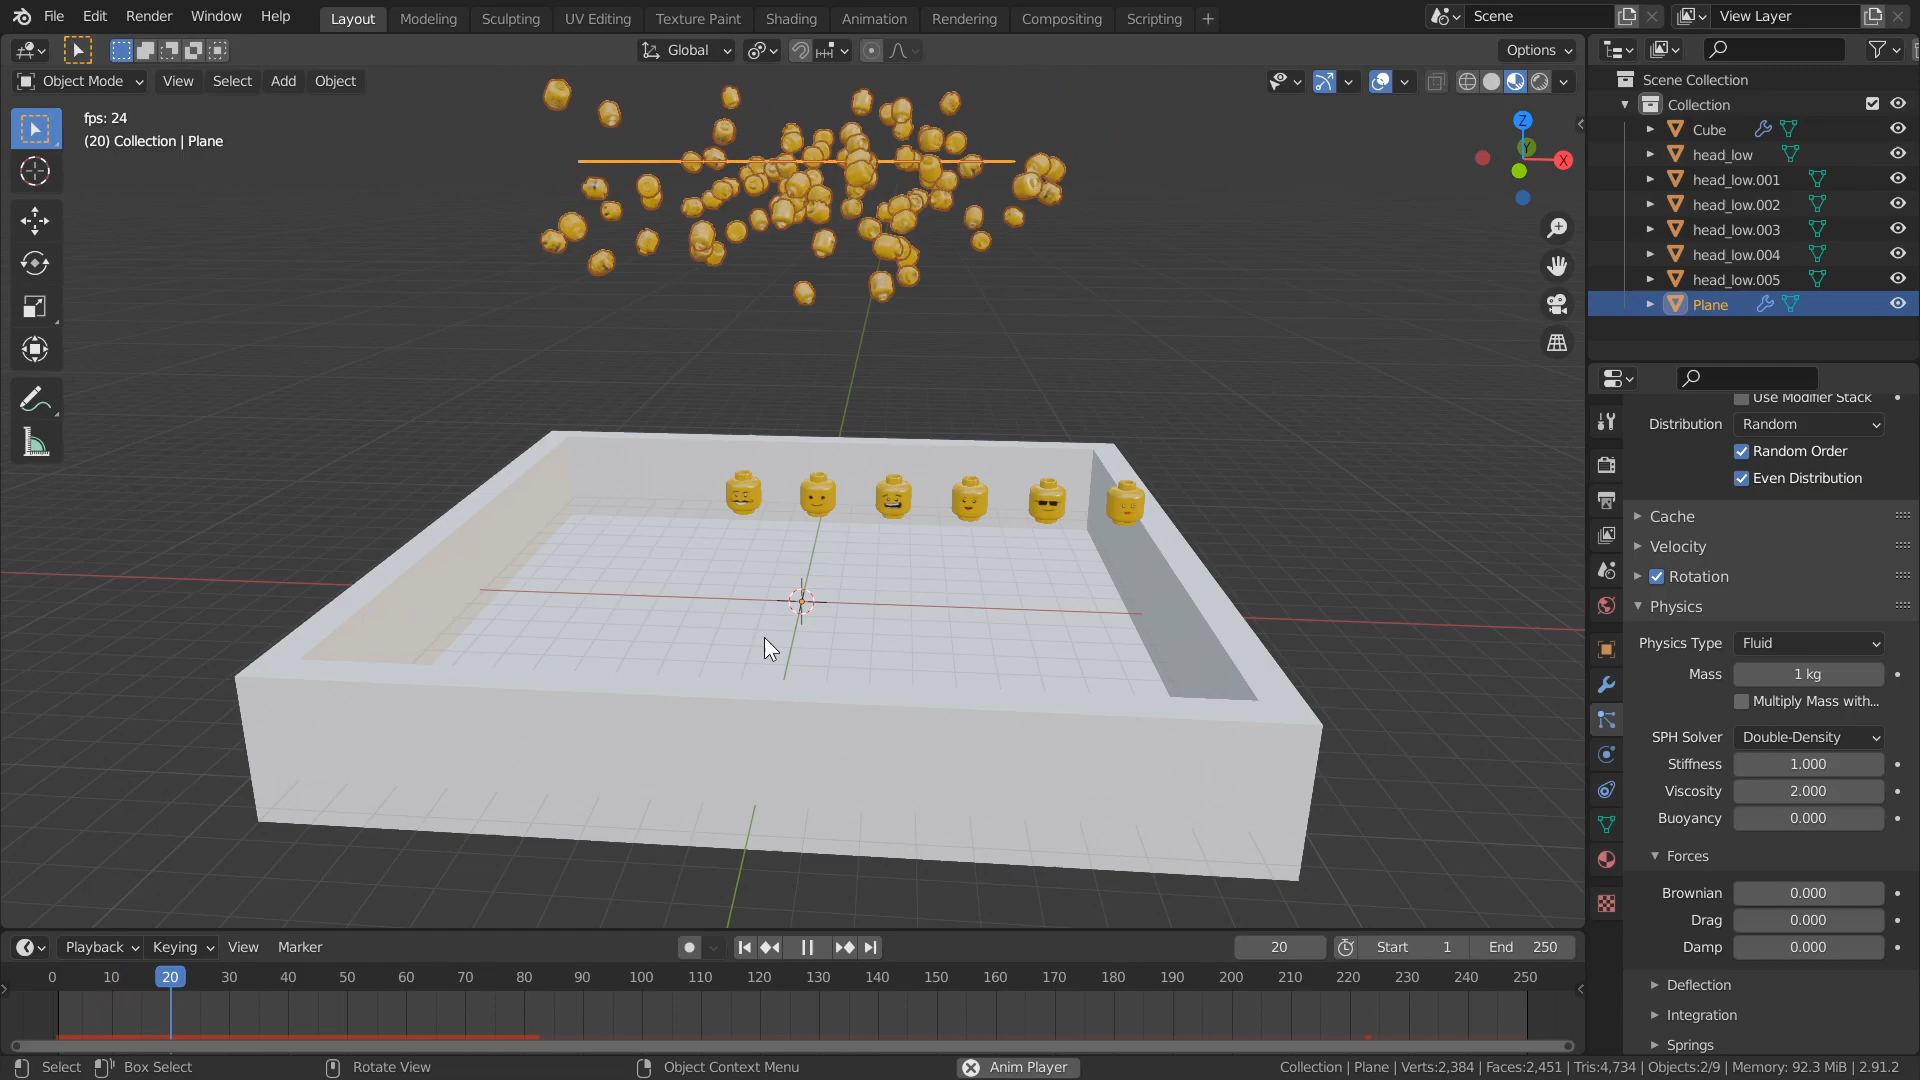 File Edit Render Window Help Layout Modeling Sculpting UV Editing Texture Paint Shading Animation Rendering Compositing Scripting + Scene View Layer
Global Options
Object Mode View Select Add Object
fps: 24
(20) Collection | Plane
Z
Y
X
Scene Collection
Collection
Cube
head_low
head_low.001
head_low.002
head_low.003
head_low.004
head_low.005
Plane
Use Modifier Stack
Distribution Random
Random Order
Even Distribution
Cache
Velocity
Rotation
Physics
Physics Type Fluid
Mass 1 kg
Multiply Mass with...
SPH Solver Double-Density
Stiffness 1.000
Viscosity 2.000
Buoyancy 0.000
Forces
Brownian 0.000
Drag 0.000
Damp 0.000
Deflection
Integration
Springs
Playback Keying View Marker 20 Start 1 End 250
0 10 20 30 40 50 60 70 80 90 100 110 120 130 140 150 160 170 180 190 200 210 220 230 240 250
Select Box Select Rotate View Object Context Menu Anim Player Collection | Plane | Verts:2,384 | Faces:2,451 | Tris:4,734 | Objects:2/9 | Memory: 92.3 MiB | 2.91.2